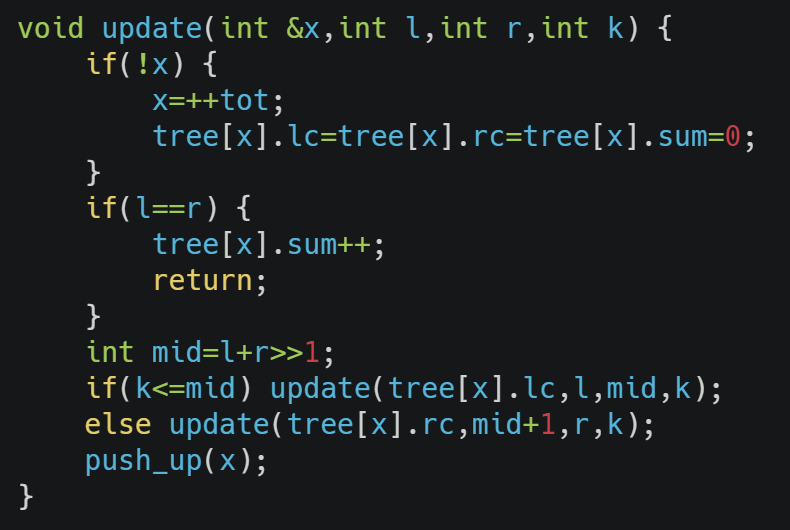 void update(int &x,int l,int r,int k) {
    if(!x) {
        x=++tot;
        tree[x].lc=tree[x].rc=tree[x].sum=0;
    }
    if(l==r) {
        tree[x].sum++;
        return;
    }
    int mid=l+r>>1;
    if(k<=mid) update(tree[x].lc,l,mid,k);
    else update(tree[x].rc,mid+1,r,k);
    push_up(x);
}